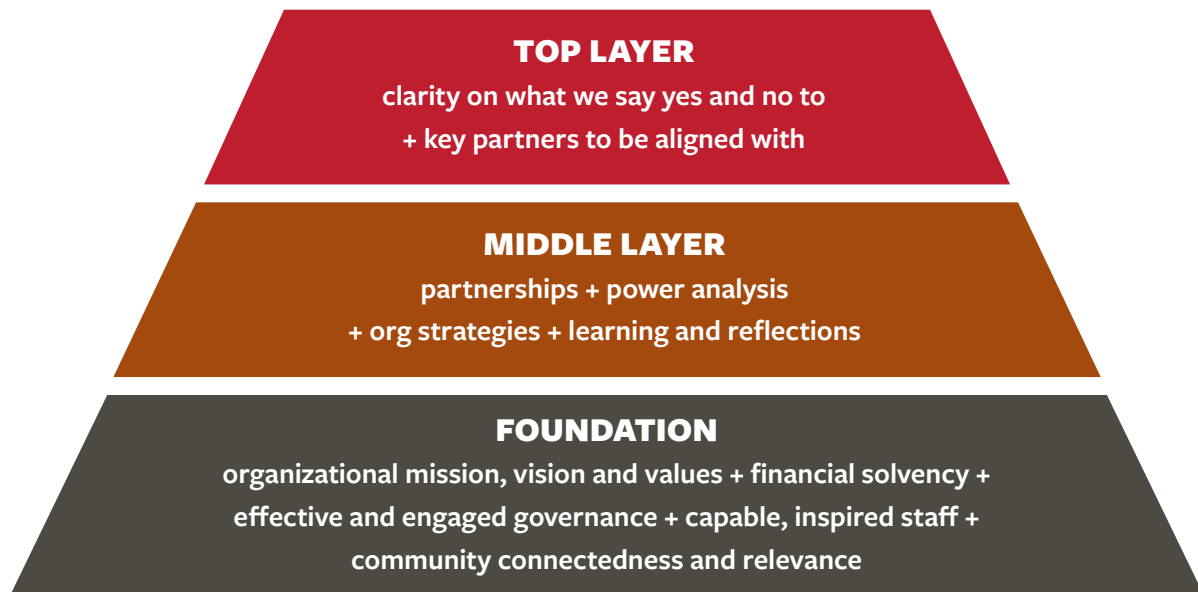 TOP LAYER
clarity on what we say yes and no to
+ key partners to be aligned with
MIDDLE LAYER
partnerships + power analysis
+ org strategies + learning and reflections
FOUNDATION
organizational mission, vision and values + financial solvency +
effective and engaged governance + capable, inspired staff +
community connectedness and relevance